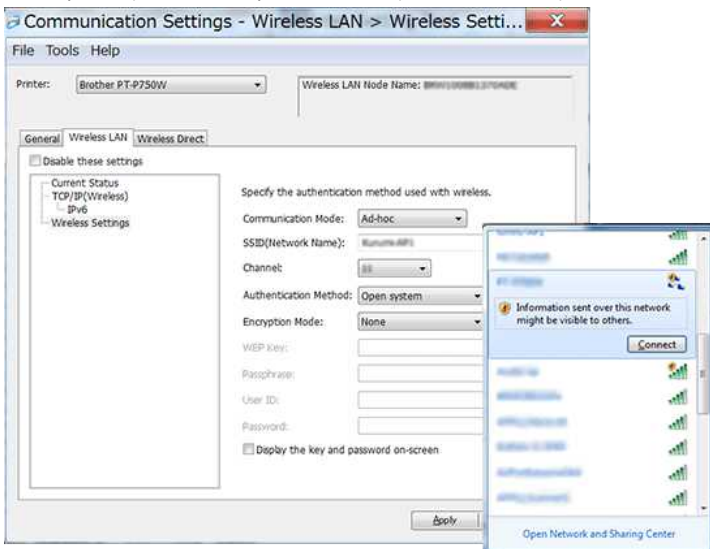 Communication Settings - Wireless LAN > Wireless Setti...
File Tools Help
Printer: Brother PT-P750W
Wireless LAN Node Name:
General Wireless LAN Wireless Direct
Disable these settings
Current Status
TCP/IP(Wireless)
IPv6
Wireless Settings
Specify the authentication method used with wireless.
Communication Mode: Ad-hoc
SSID(Network Name):
Channel:
Authentication Method: Open system
Encryption Mode: None
WEP Key:
Passphrase:
User ID:
Password:
Display the key and password on-screen
Apply
Information sent over this network
might be visible to others.
Connect
Open Network and Sharing Center